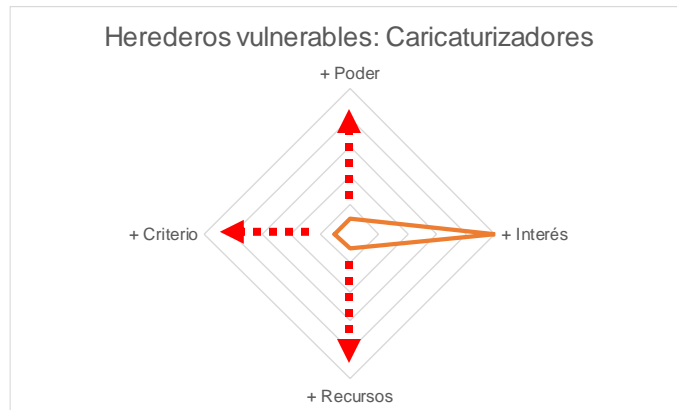 Herederos vulnerables: Caricaturizadores
+ Poder
+ Criterio
+ Interés
+ Recursos